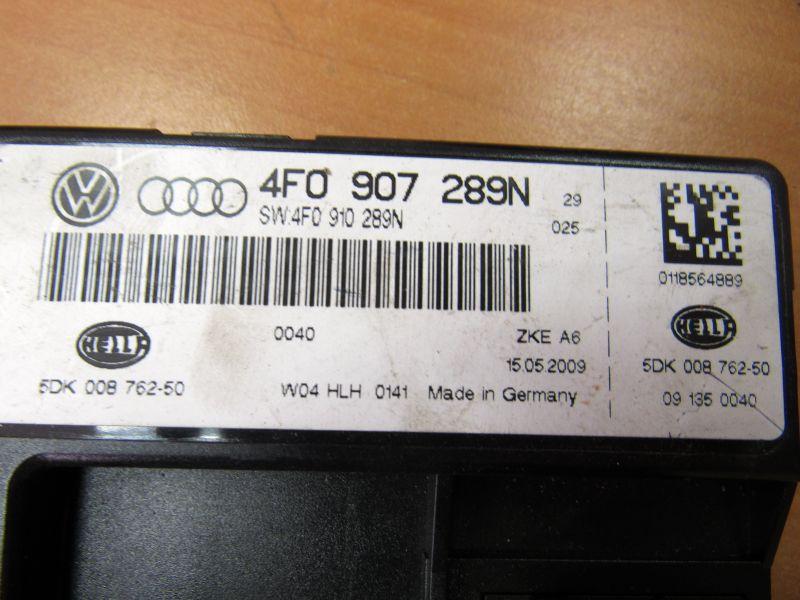 4F0 907 289N 29
SW:4F0 910 289N 025
0118564889
HELLA
0040 ZKE A6
HELLA
15.05.2009
5DK 008 762-50
5DK 008 762-50
W04 HLH 0141 Made in Germany
09 135 0040